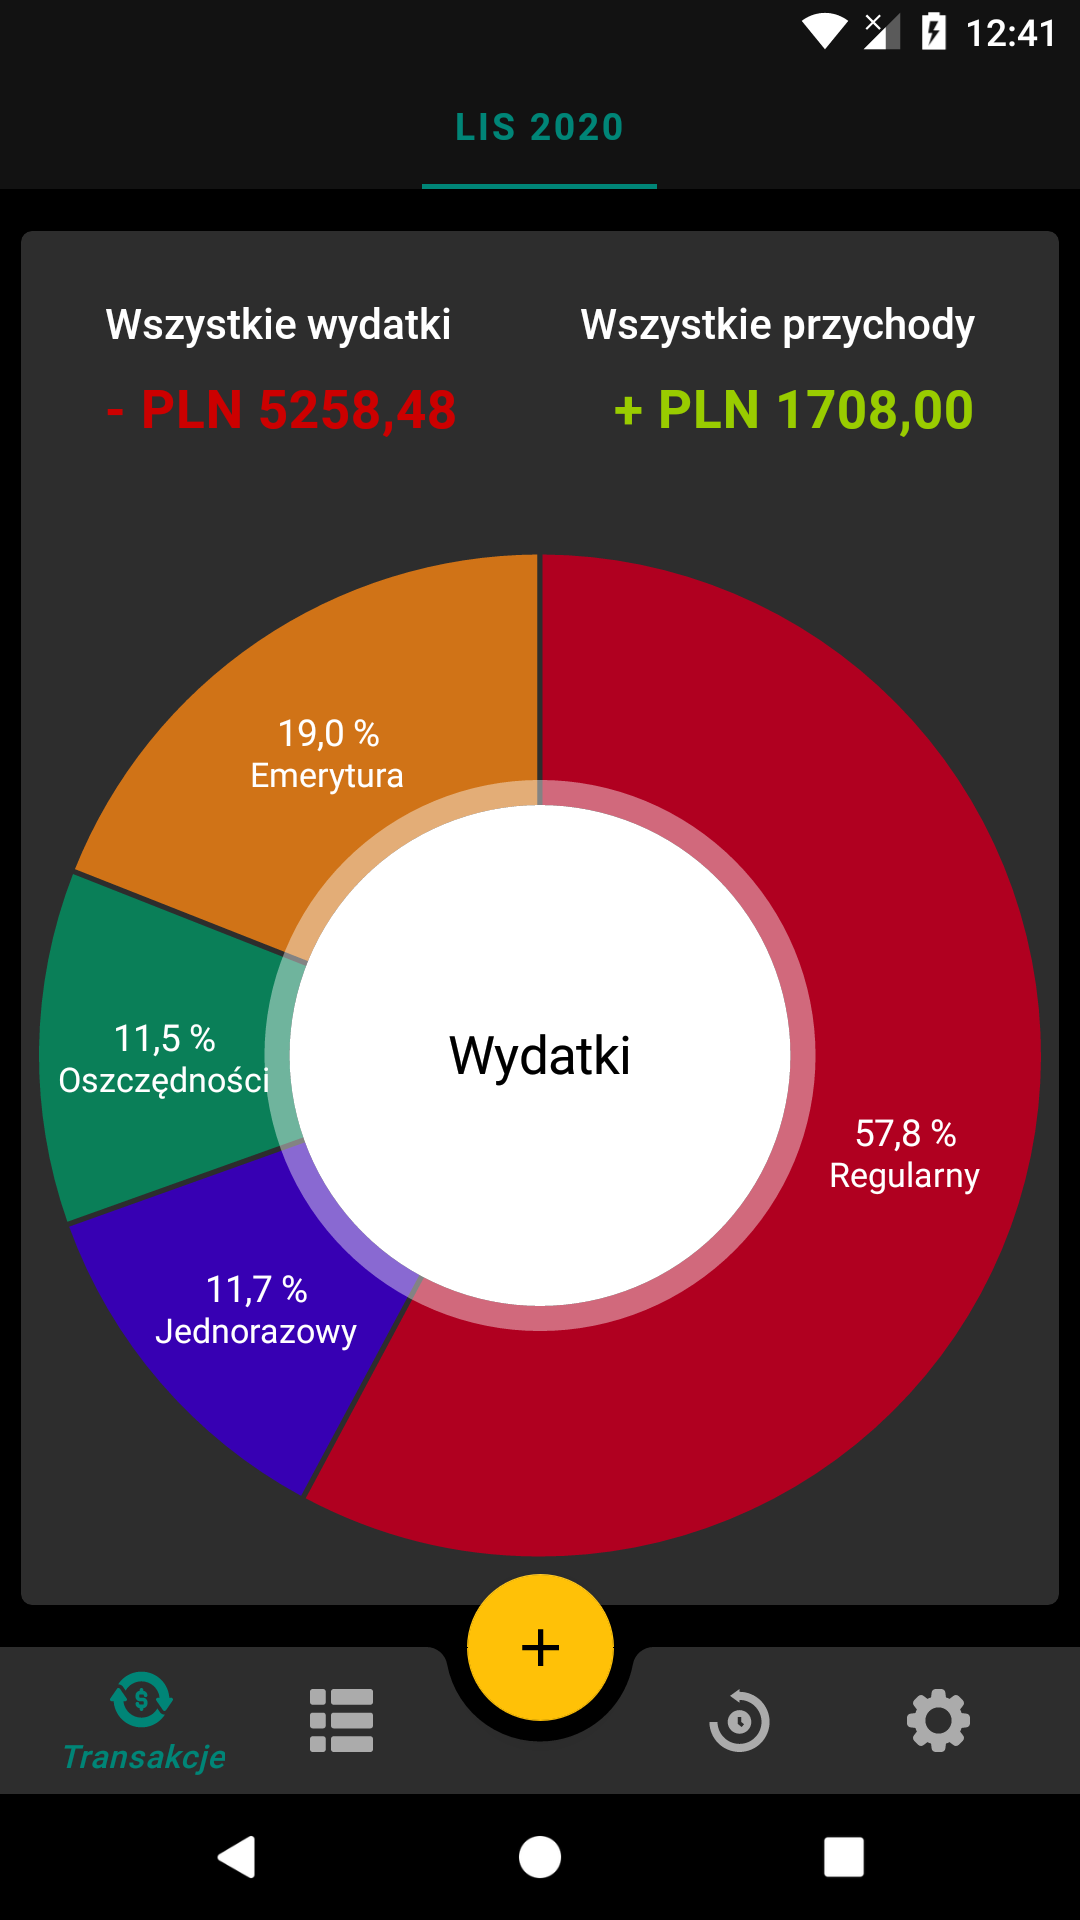 12:41
LIS 2020
Wszystkie wydatki
Wszystkie przychody
- PLN 5258,48
+ PLN 1708,00
19,0 %
Emerytura
11,5 %
Oszczędności
Wydatki
57,8 %
Regularny
11,7 %
Jednorazowy
+
$
Transakcje